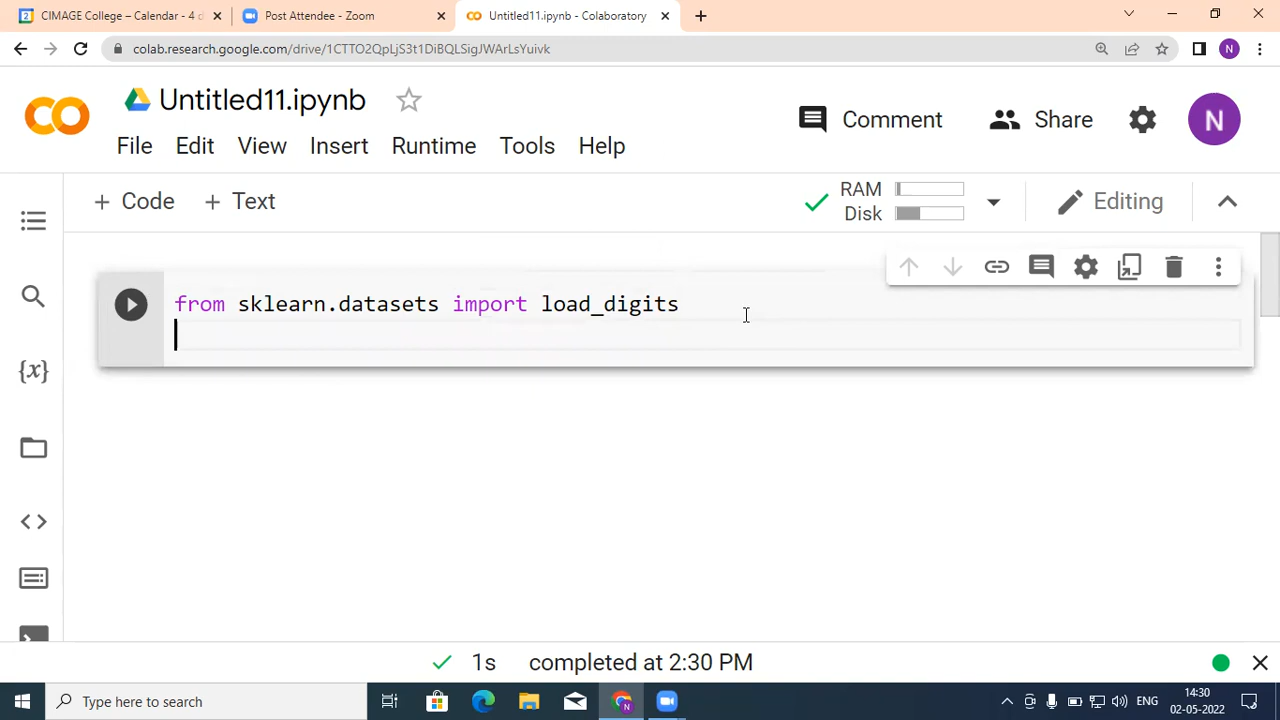 CIMAGE College – Calendar - 4 d
Post Attendee - Zoom
Untitled11.ipynb - Colaboratory
colab.research.google.com/drive/1CTTO2QpLjS3t1DiBQLSigJWArLsYuivk
N
Untitled11.ipynb
Comment
Share
N
File Edit View Insert Runtime Tools Help
+ Code + Text
RAM
Disk
Editing
from sklearn.datasets import load_digits
{x}
1s completed at 2:30 PM
Type here to search
ENG
14:30
02-05-2022